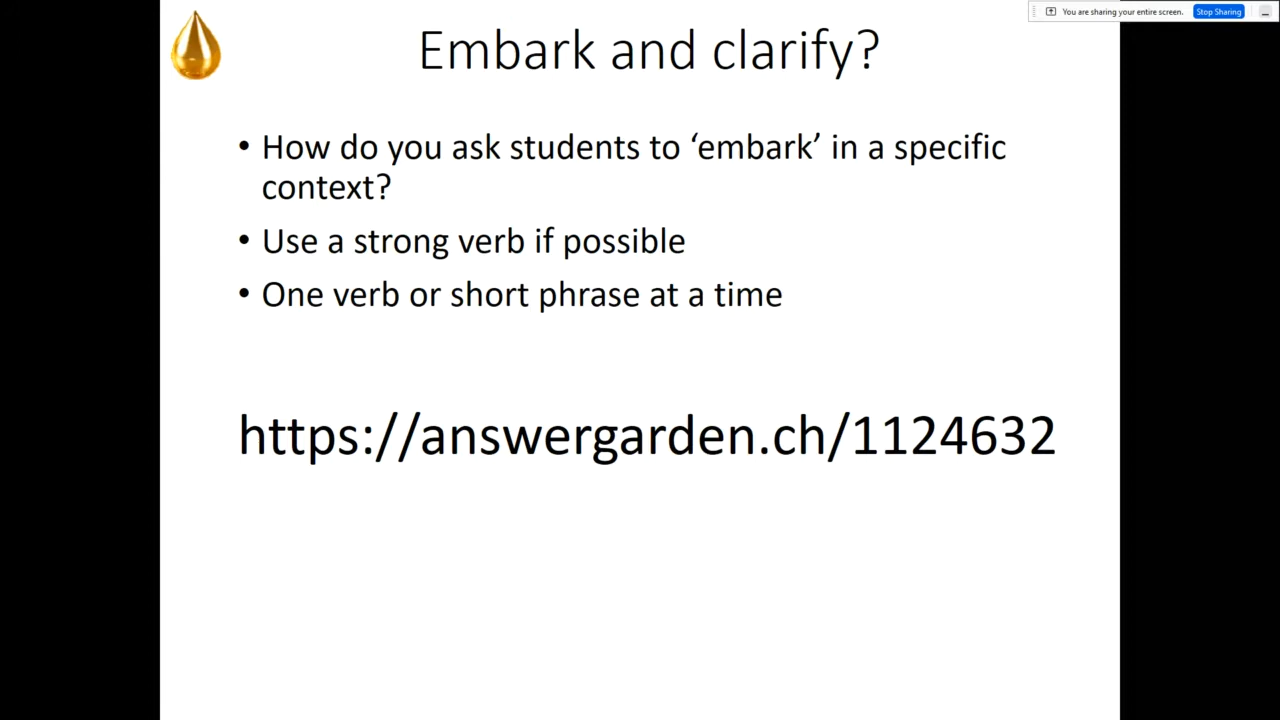 You are sharing your entire screen.
Stop Sharing
Embark and clarify?
• How do you ask students to ‘embark’ in a specific
context?
• Use a strong verb if possible
• One verb or short phrase at a time
https://answergarden.ch/1124632